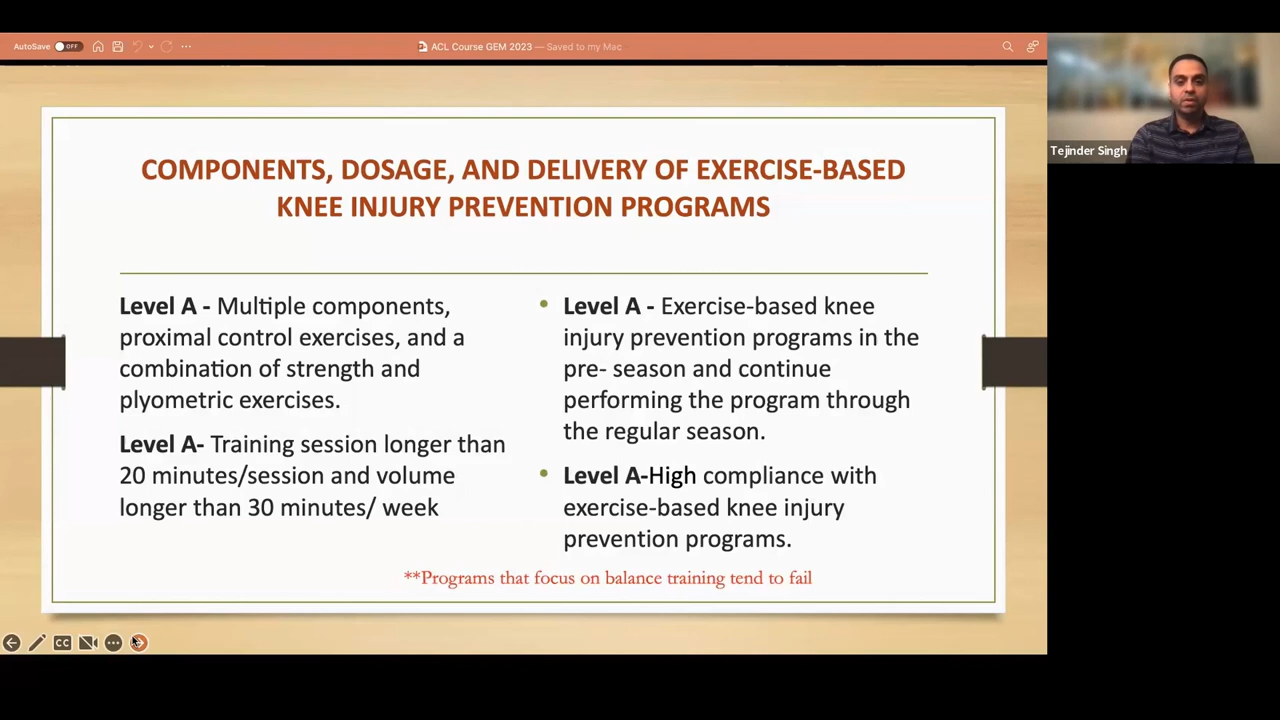 AutoSave OFF
ACL Course GEM 2023 — Saved to my Mac
Tejinder Singh
COMPONENTS, DOSAGE, AND DELIVERY OF EXERCISE-BASED
KNEE INJURY PREVENTION PROGRAMS
Level A - Multiple components,
proximal control exercises, and a
combination of strength and
plyometric exercises.
Level A- Training session longer than
20 minutes/session and volume
longer than 30 minutes/ week
• Level A - Exercise-based knee
injury prevention programs in the
pre- season and continue
performing the program through
the regular season.
• Level A-High compliance with
exercise-based knee injury
prevention programs.
**Programs that focus on balance training tend to fail
CC